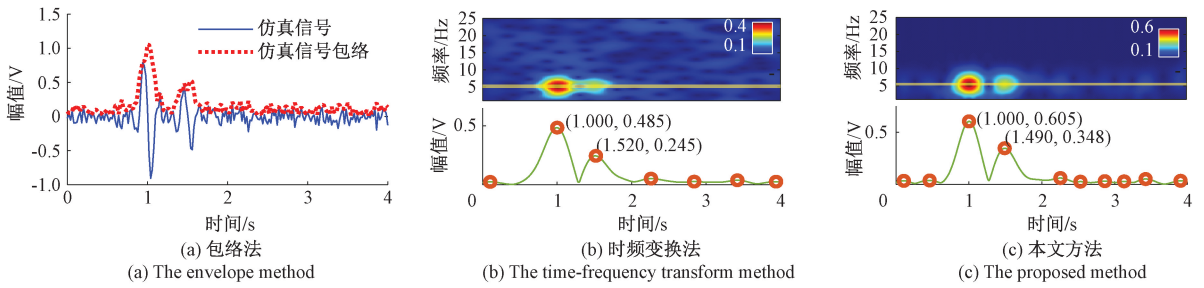 仿真信号
仿真信号包络
幅值/V
1.5
1.0
0.5
0
-0.5
-1.0
0 1 2 3 4
时间/s
(a) 包络法
(a) The envelope method
频率/Hz
25
20
15
10
5
0.4
0.1
幅值/V
0.5
(1.000, 0.485)
(1.520, 0.245)
0 1 2 3 4
时间/s
(b) 时频变换法
(b) The time-frequency transform method
频率/Hz
25
20
15
10
5
0.6
0.1
幅值/V
0.5
(1.000, 0.605)
(1.490, 0.348)
0 1 2 3 4
时间/s
(c) 本文方法
(c) The proposed method